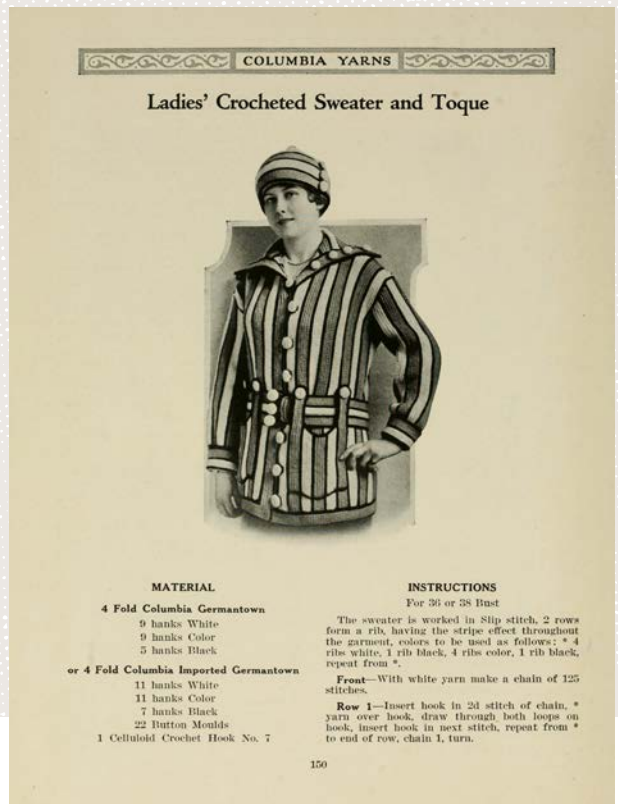 COLUMBIA YARNS
Ladies' Crocheted Sweater and Toque
MATERIAL
4 Fold Columbia Germantown
9 hanks White
9 hanks Color
5 hanks Black
or 4 Fold Columbia Imported Germantown
11 hanks White
11 hanks Color
7 hanks Black
22 Button Moulds
1 Celluloid Crochet Hook No. 7
INSTRUCTIONS
For 36 or 38 Bust
The sweater is worked in Slip stitch, 2 rows
form a rib, having the stripe effect throughout
the garment, colors to be used as follows: * 4
ribs white, 1 rib black, 4 ribs color, 1 rib black,
repeat from *.
Front—With white yarn make a chain of 125
stitches.
Row 1—Insert hook in 2d stitch of chain, *
yarn over hook, draw through both loops on
hook, insert hook in next stitch, repeat from *
to end of row, chain 1, turn.
150